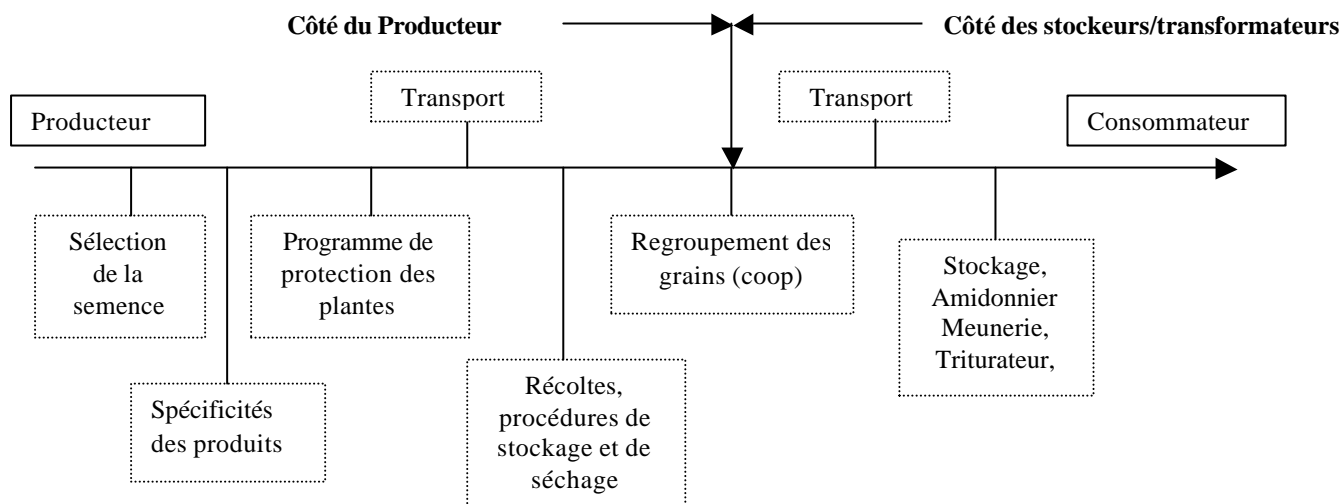 Côté du Producteur
Côté des stockeurs/transformateurs
Transport
Transport
Producteur
Consommateur
Sélection
de la
semence
Programme de
protection des
plantes
Regroupement des
grains (coop)
Stockage,
Amidonnier
Meunerie,
Triturateur,
Spécificités
des produits
Récoltes,
procédures de
stockage et de
séchage